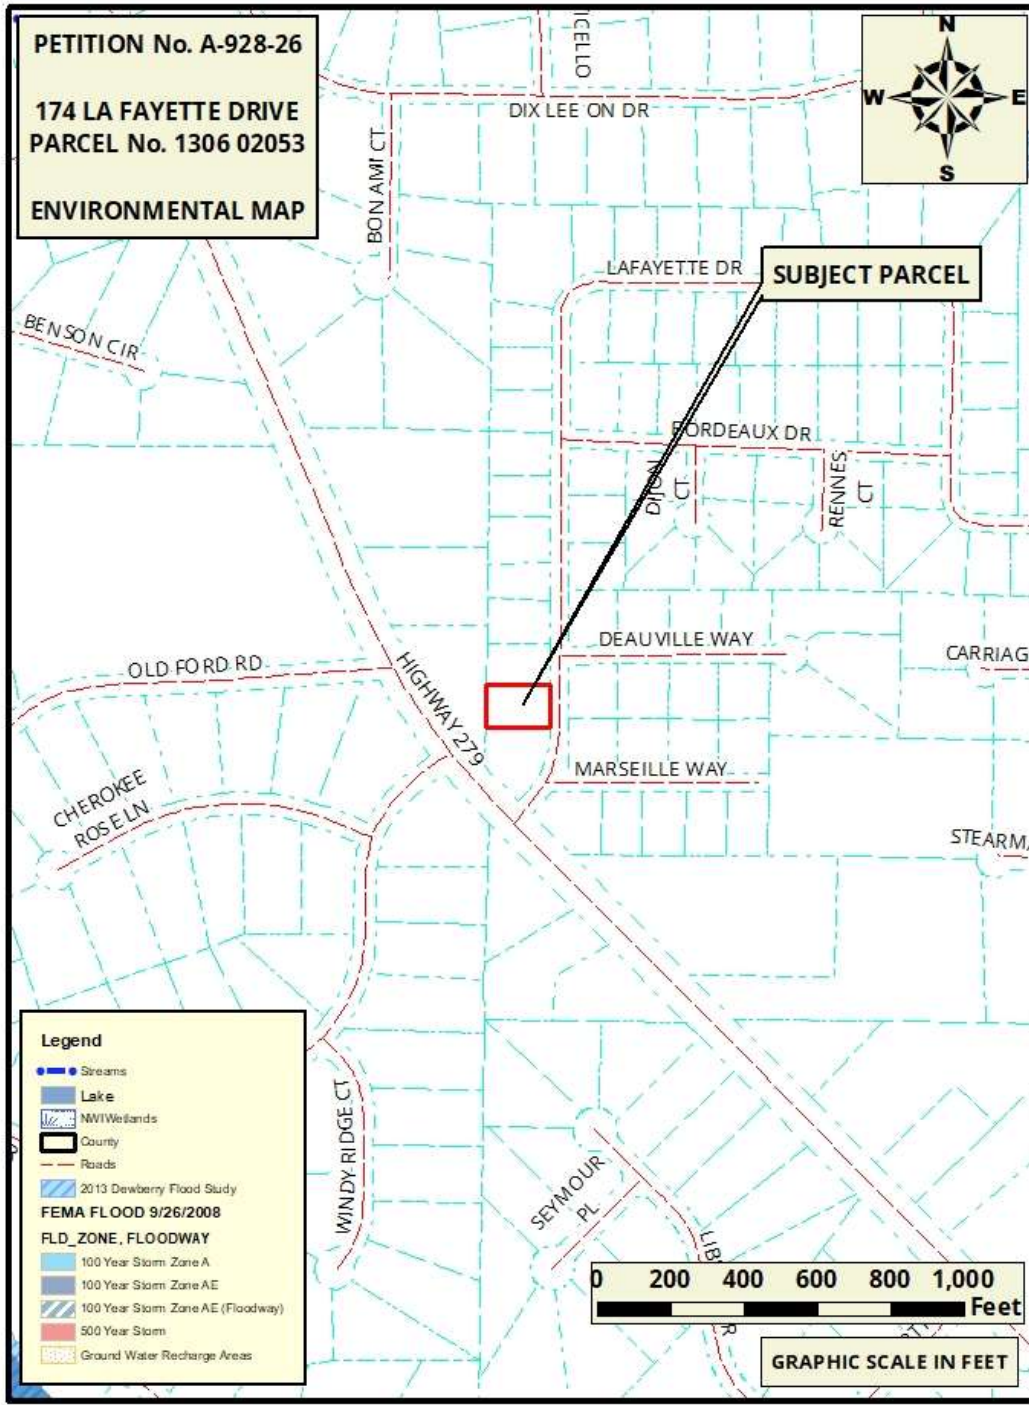 PETITION No. A-928-26
174 LA FAYETTE DRIVE
PARCEL No. 1306 02053
ENVIRONMENTAL MAP
N
W
E
S
DIX LEE ON DR
BON AMI CT
LAFAYETTE DR
SUBJECT PARCEL
BENSON CIR
BORDEAUX DR
DIJON
CT
RENNES
CT
DEAUVILLE WAY
OLD FORD RD
HIGHWAY 279
MARSEILLE WAY
CHEROKEE
ROSE LN
WINDY RIDGE CT
SEYMOUR
PL
Legend
Streams
Lake
NWI Wetlands
County
Roads
2013 Dewberry Flood Study
FEMA FLOOD 9/26/2008
FLD_ZONE, FLOODWAY
100 Year Storm Zone A
100 Year Storm Zone AE
100 Year Storm Zone AE (Floodway)
500 Year Storm
Ground Water Recharge Areas
0 200 400 600 800 1,000
Feet
GRAPHIC SCALE IN FEET